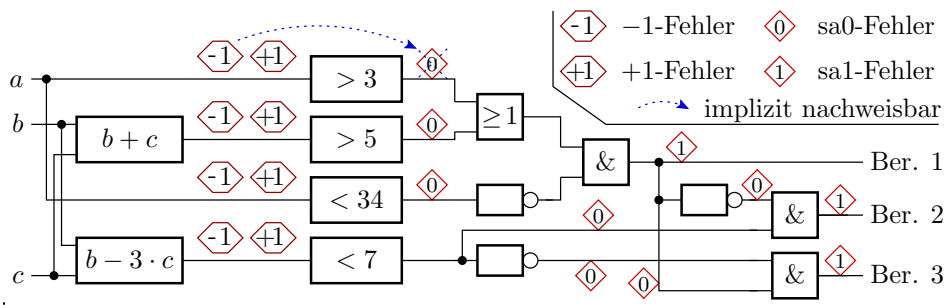 -1 −1-Fehler 0 sa0-Fehler
+1 +1-Fehler 1 sa1-Fehler
implizit nachweisbar
a -1 +1 > 3 0
b b + c -1 +1 > 5 0 ≥1
-1 +1 < 34 0 & 1 Ber. 1
0 0 & 1 Ber. 2
c b − 3 · c -1 +1 < 7 0 0 & 1 Ber. 3